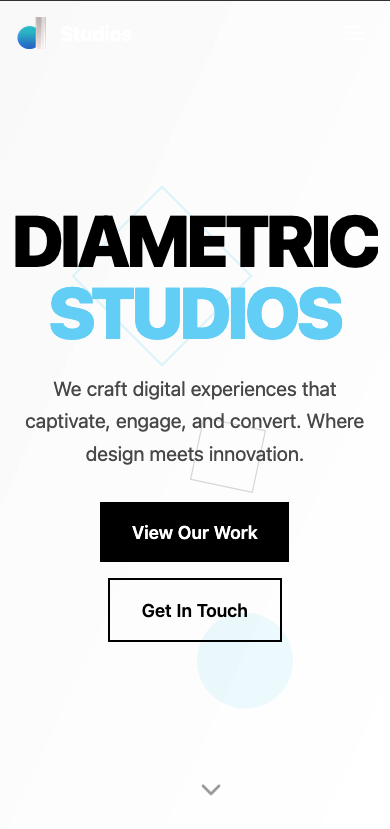 Studios
DIAMETRIC
STUDIOS
We craft digital experiences that
captivate, engage, and convert. Where
design meets innovation.
View Our Work
Get In Touch